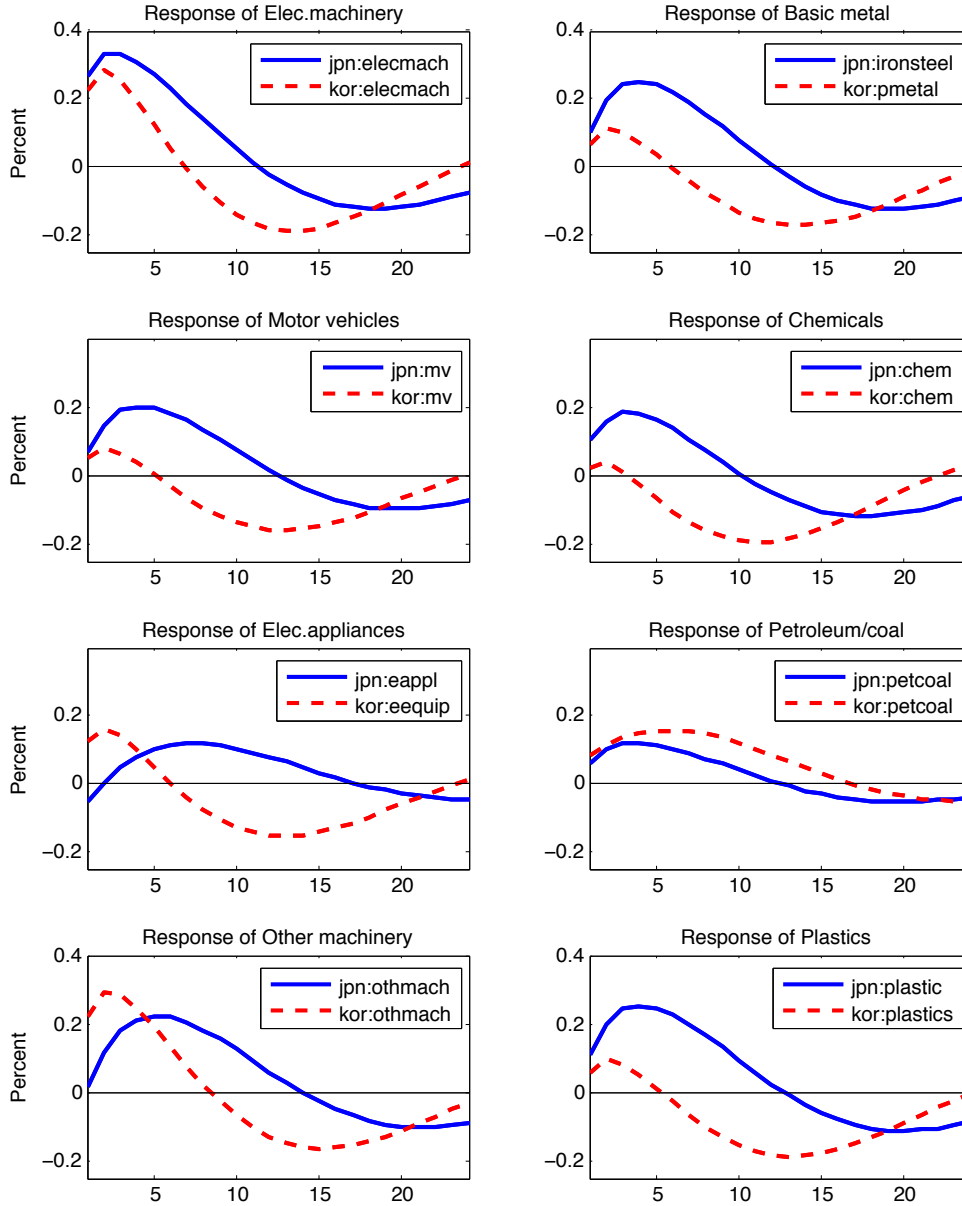 Response of Elec.machinery
0.4
0.2
0
−0.2
Percent
jpn:elecmach
kor:elecmach
5 10 15 20
Response of Basic metal
0.4
0.2
0
−0.2
jpn:ironsteel
kor:pmetal
5 10 15 20
Response of Motor vehicles
0.2
0
−0.2
Percent
jpn:mv
kor:mv
5 10 15 20
Response of Chemicals
0.2
0
−0.2
jpn:chem
kor:chem
5 10 15 20
Response of Elec.appliances
0.2
0
−0.2
Percent
jpn:eappl
kor:eequip
5 10 15 20
Response of Petroleum/coal
0.2
0
−0.2
jpn:petcoal
kor:petcoal
5 10 15 20
Response of Other machinery
0.4
0.2
0
−0.2
Percent
jpn:othmach
kor:othmach
5 10 15 20
Response of Plastics
0.4
0.2
0
−0.2
jpn:plastic
kor:plastics
5 10 15 20